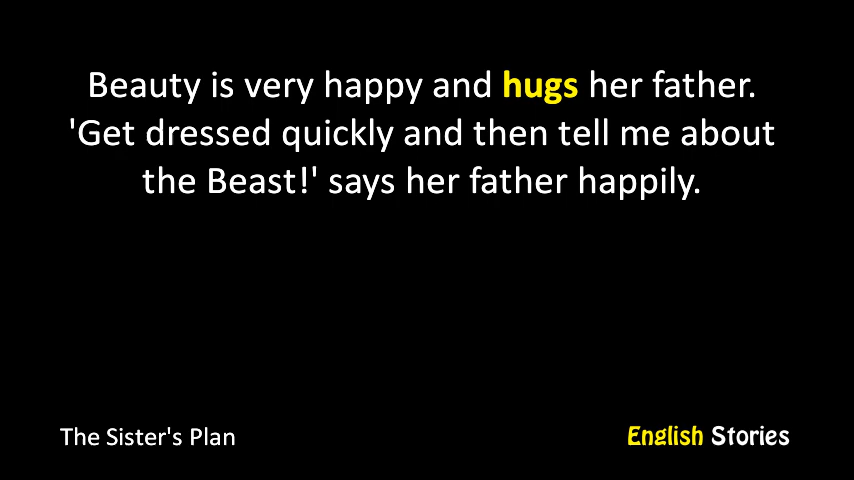 Beauty is very happy and hugs her father.
'Get dressed quickly and then tell me about
the Beast!' says her father happily.
The Sister's Plan
English Stories